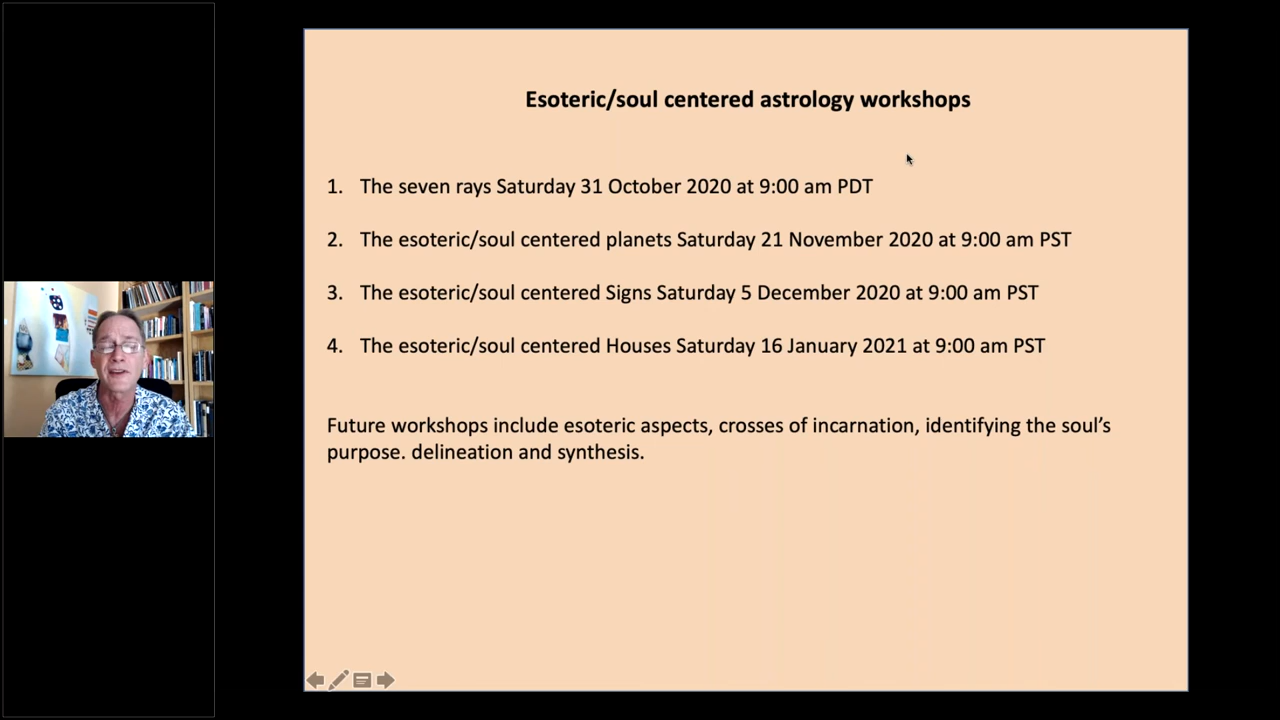 Esoteric/soul centered astrology workshops
1. The seven rays Saturday 31 October 2020 at 9:00 am PDT
2. The esoteric/soul centered planets Saturday 21 November 2020 at 9:00 am PST
3. The esoteric/soul centered Signs Saturday 5 December 2020 at 9:00 am PST
4. The esoteric/soul centered Houses Saturday 16 January 2021 at 9:00 am PST
Future workshops include esoteric aspects, crosses of incarnation, identifying the soul’s
purpose. delineation and synthesis.